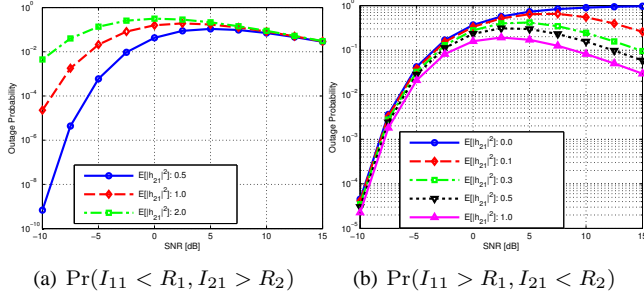 10^0
10^-2
10^-4
10^-6
10^-8
10^-10
Outage Probability
E[|h_21|^2]: 0.5
E[|h_21|^2]: 1.0
E[|h_21|^2]: 2.0
−10 −5 0 5 10 15
SNR [dB]
(a) Pr(I_11 < R_1, I_21 > R_2)
10^0
10^-1
10^-2
10^-3
10^-4
10^-5
Outage Probability
E[|h_21|^2]: 0.0
E[|h_21|^2]: 0.1
E[|h_21|^2]: 0.3
E[|h_21|^2]: 0.5
E[|h_21|^2]: 1.0
−10 −5 0 5 10 15
SNR [dB]
(b) Pr(I_11 > R_1, I_21 < R_2)